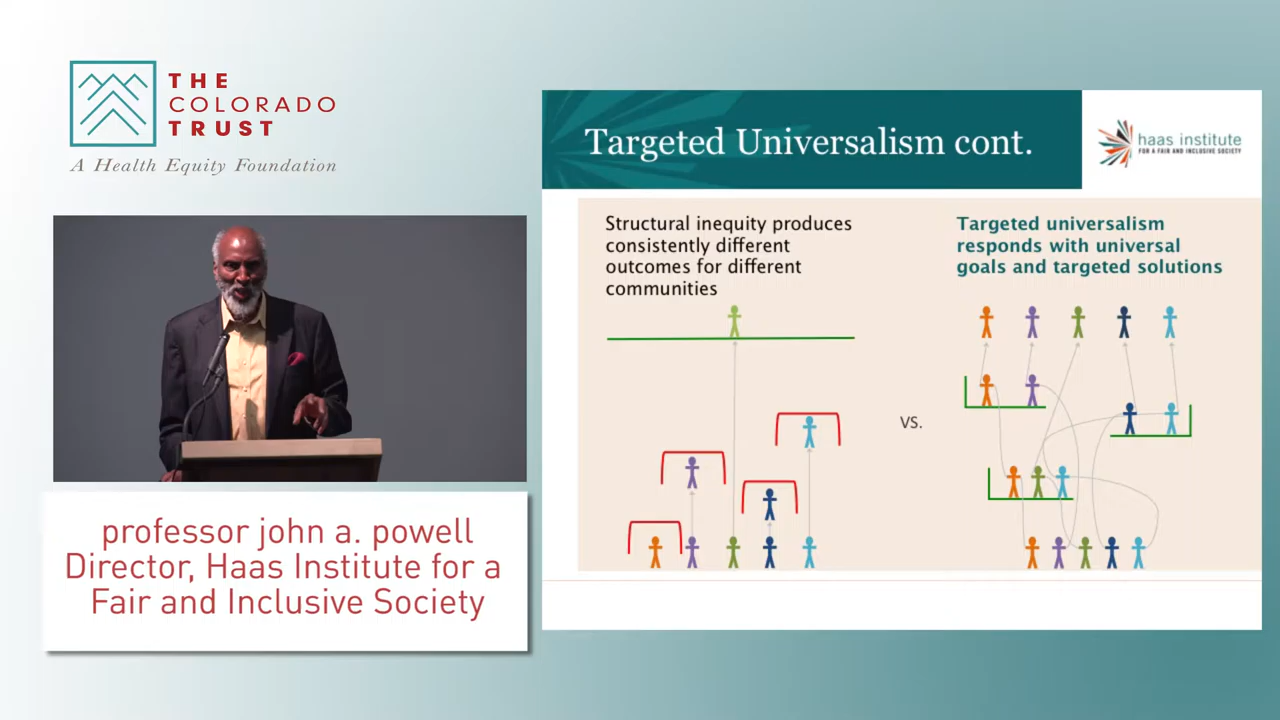 THE
COLORADO
TRUST
A Health Equity Foundation
professor john a. powell
Director, Haas Institute for a
Fair and Inclusive Society
Targeted Universalism cont.
haas institute
FOR A FAIR AND INCLUSIVE SOCIETY
Structural inequity produces
consistently different
outcomes for different
communities
vs.
Targeted universalism
responds with universal
goals and targeted solutions